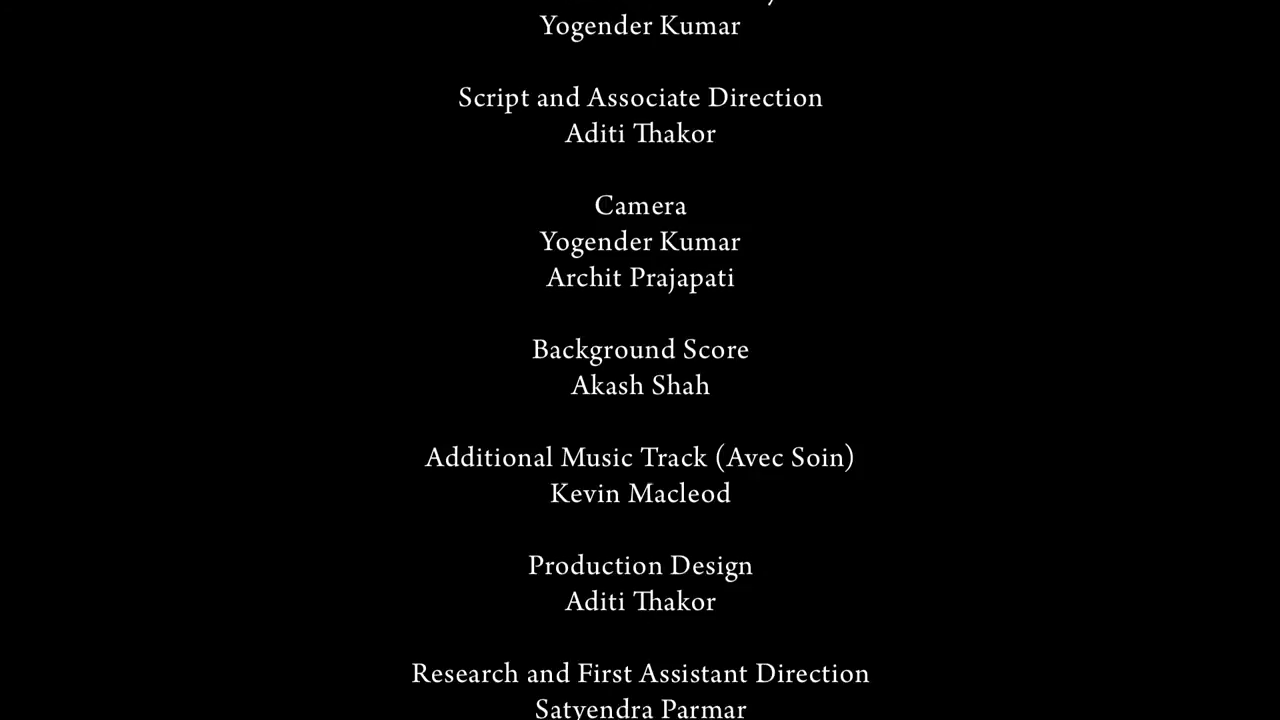 Yogender Kumar
Script and Associate Direction
Aditi Thakor
Camera
Yogender Kumar
Archit Prajapati
Background Score
Akash Shah
Additional Music Track (Avec Soin)
Kevin Macleod
Production Design
Aditi Thakor
Research and First Assistant Direction
Satyendra Parmar